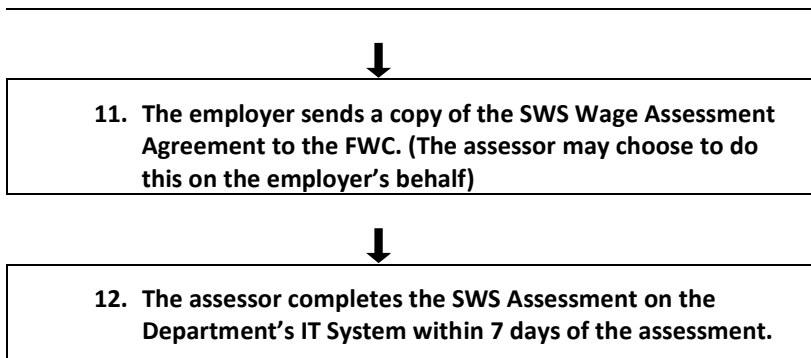 11. The employer sends a copy of the SWS Wage Assessment
Agreement to the FWC. (The assessor may choose to do
this on the employer’s behalf)
12. The assessor completes the SWS Assessment on the
Department’s IT System within 7 days of the assessment.